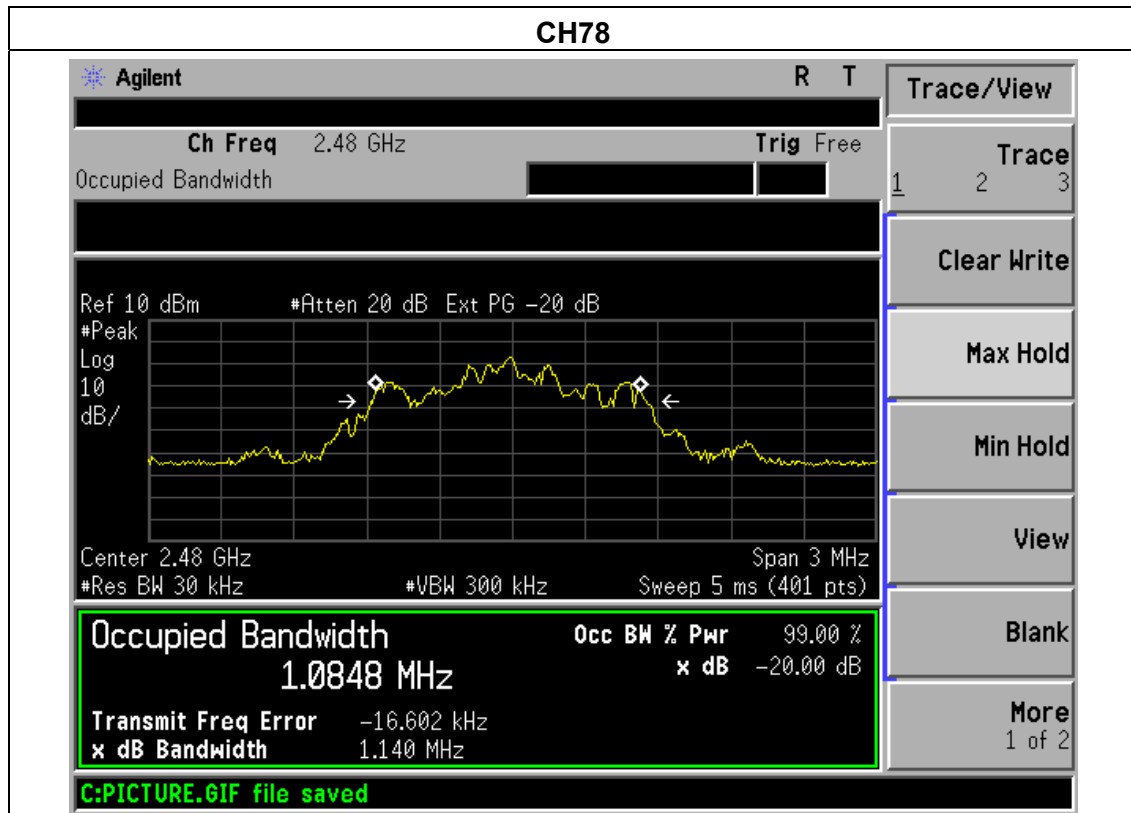 CH78
Agilent
R T
Trace/View
Ch Freq 2.48 GHz
Trig Free
Occupied Bandwidth
Trace
1 2 3
Clear Write
Ref 10 dBm #Atten 20 dB Ext PG −20 dB
#Peak
Log
10
dB/
Max Hold
Min Hold
View
Center 2.48 GHz
Span 3 MHz
#Res BW 30 kHz #VBW 300 kHz Sweep 5 ms (401 pts)
Occupied Bandwidth
1.0848 MHz
Occ BW % Pwr 99.00 %
x dB −20.00 dB
Blank
Transmit Freq Error −16.602 kHz
x dB Bandwidth 1.140 MHz
More
1 of 2
C:PICTURE.GIF file saved